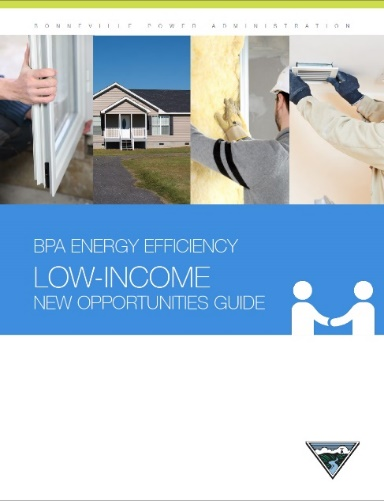 BONNEVILLE POWER ADMINISTRATION
BPA ENERGY EFFICIENCY
LOW-INCOME
NEW OPPORTUNITIES GUIDE